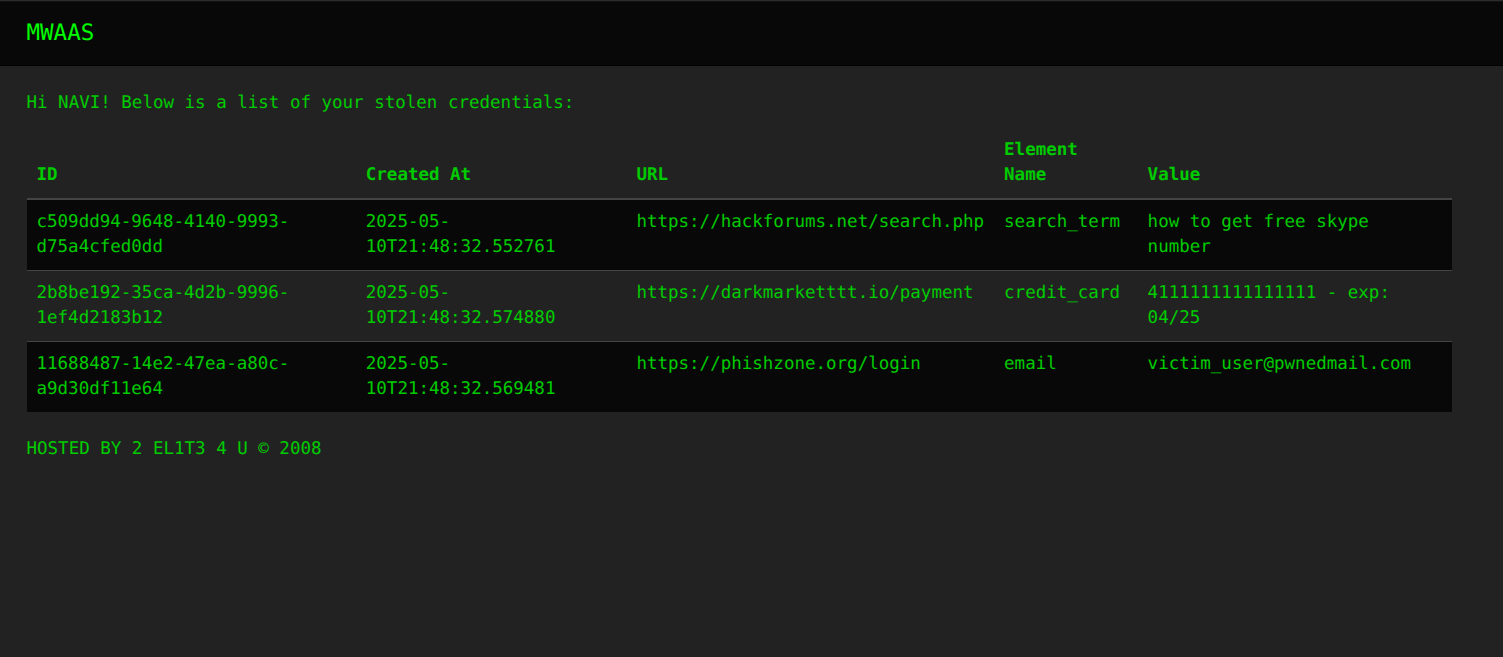 MWAAS
Hi NAVI! Below is a list of your stolen credentials:
ID Created At URL Element Name Value
c509dd94-9648-4140-9993-d75a4cfed0dd 2025-05-10T21:48:32.552761 https://hackforums.net/search.php search_term how to get free skype number
2b8be192-35ca-4d2b-9996-1ef4d2183b12 2025-05-10T21:48:32.574880 https://darkmarketttt.io/payment credit_card 4111111111111111 - exp: 04/25
11688487-14e2-47ea-a80c-a9d30df11e64 2025-05-10T21:48:32.569481 https://phishzone.org/login email victim_user@pwnedmail.com
HOSTED BY 2 EL1T3 4 U © 2008